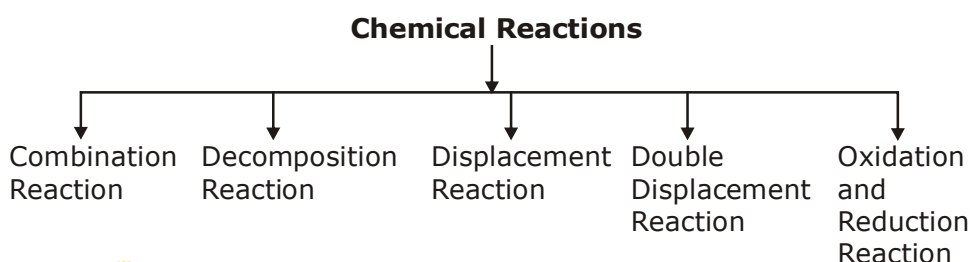 Chemical Reactions
Combination Reaction
Decomposition Reaction
Displacement Reaction
Double Displacement Reaction
Oxidation and Reduction Reaction